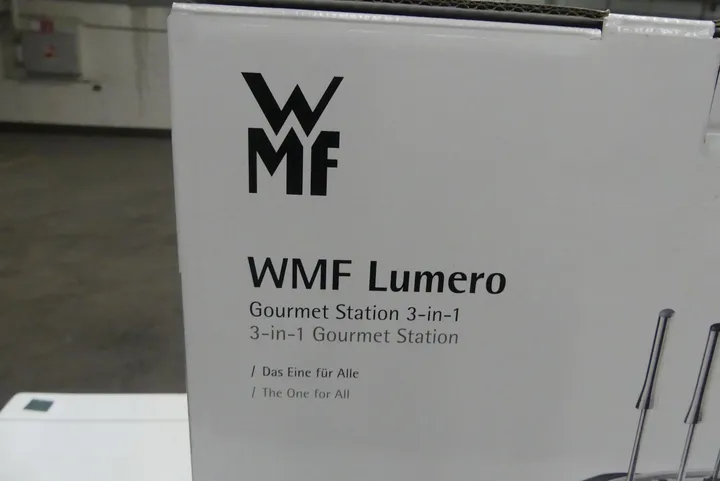 W
MF
WMF Lumero
Gourmet Station 3-in-1
3-in-1 Gourmet Station
/ Das Eine für Alle
/ The One for All